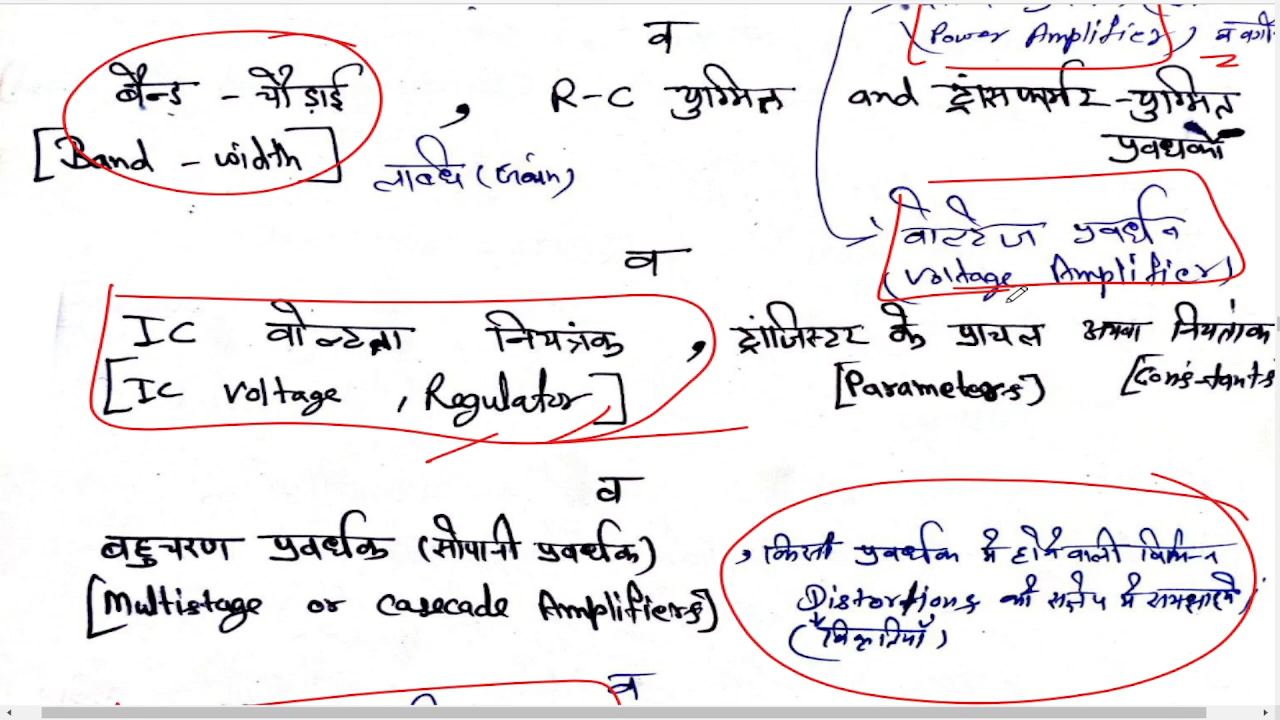 व
(Power Amplifier), व
बैन्ड - चौड़ाई , R-C युग्मित and ट्रांसफार्मर -युग्मित
प्रवर्धकों
[Band - width] लाब्धि (Gain)
वोल्टेज प्रवर्धन
(Voltage Amplifier)
व
IC वोल्टता नियंत्रक , ट्रांजिस्टर के प्राचल अथवा नियतांक
[IC voltage , Regulator] [Parameters] [Constants
व
बहुचरण प्रवर्धक (सोपानी प्रवर्धक)
[Multistage or casecade Amplifiers]
, किसी प्रवर्धक में होने वाली विभिन्न
Distortions को संक्षेप में समझाइये,
(विकृतियाँ)
व